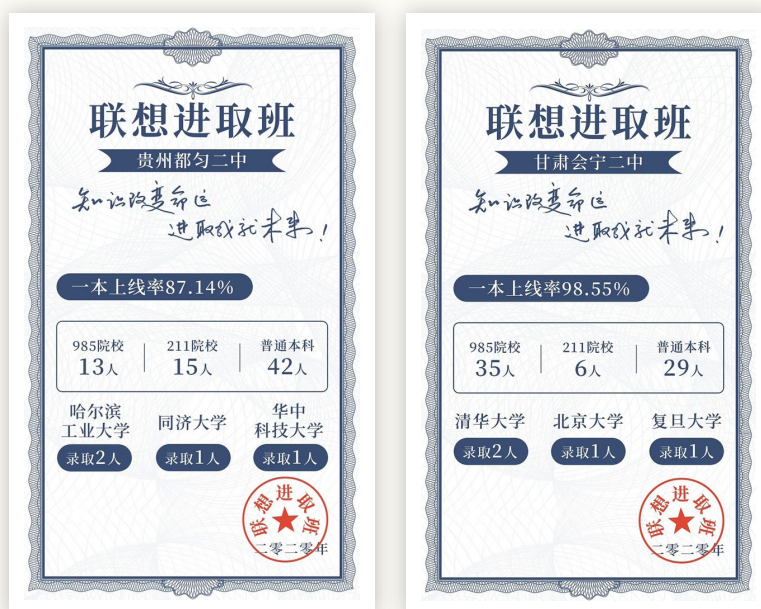 联想进取班
贵州都匀二中
知识改变命运
进取成就未来！
一本上线率87.14%
985院校
13人
211院校
15人
普通本科
42人
哈尔滨
工业大学
录取2人
同济大学
录取1人
华中
科技大学
录取1人
联想进取班
二零二零年
联想进取班
甘肃会宁二中
知识改变命运
进取成就未来！
一本上线率98.55%
985院校
35人
211院校
6人
普通本科
29人
清华大学
录取2人
北京大学
录取1人
复旦大学
录取1人
联想进取班
二零二零年